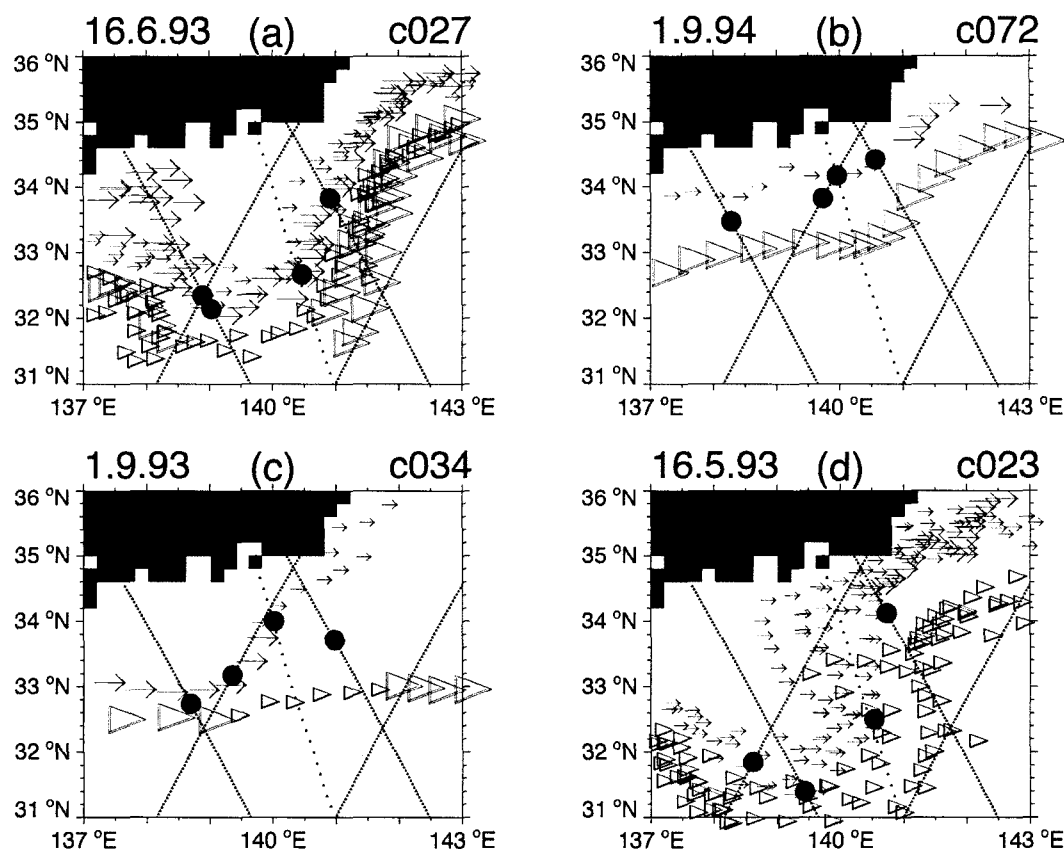 16.6.93 (a) c027
36 °N
35 °N
34 °N
33 °N
32 °N
31 °N
137 °E 140 °E 143 °E
1.9.94 (b) c072
36 °N
35 °N
34 °N
33 °N
32 °N
31 °N
137 °E 140 °E 143 °E
1.9.93 (c) c034
36 °N
35 °N
34 °N
33 °N
32 °N
31 °N
137 °E 140 °E 143 °E
16.5.93 (d) c023
36 °N
35 °N
34 °N
33 °N
32 °N
31 °N
137 °E 140 °E 143 °E